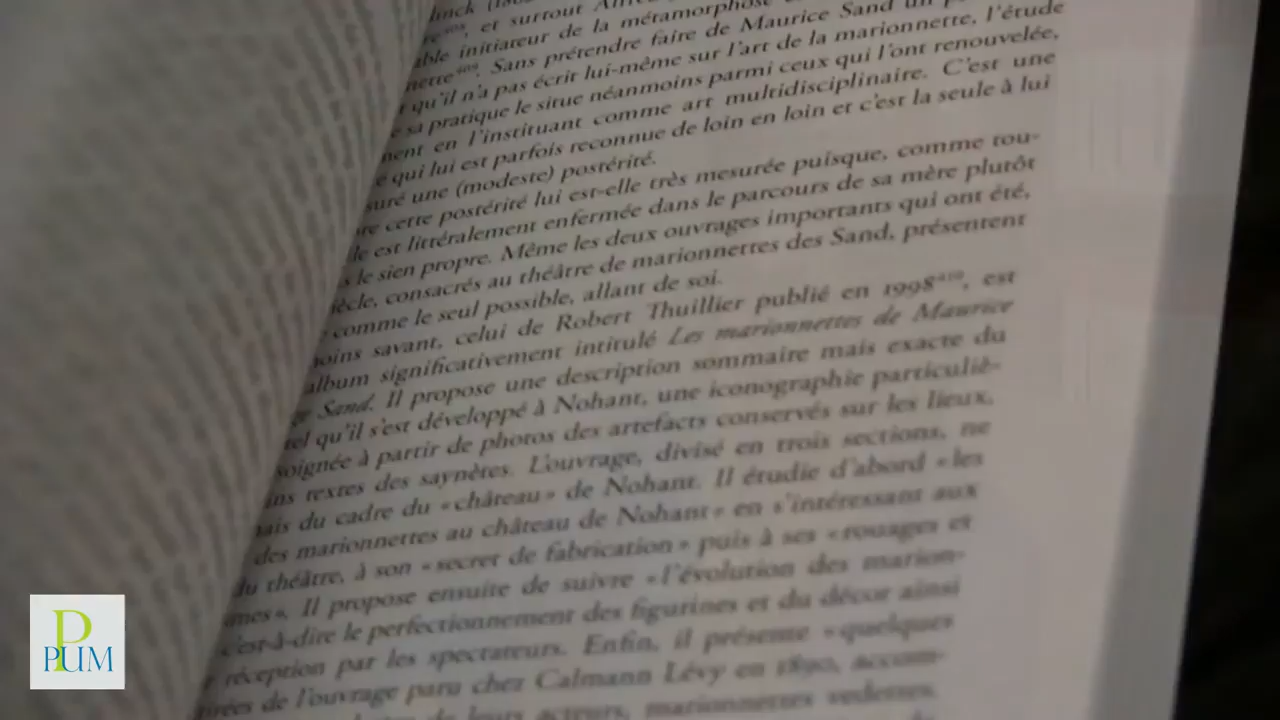 et surtout
initiateur de la métamorphose
Sans prétendre faire de Maurice Sand un
qu'il n'a pas écrit lui-même sur l'art de la marionnette, l'étude
sa pratique le situe néanmoins parmi ceux qui l'ont renouvelée,
en l'instituant comme art multidisciplinaire. C'est une
qui lui est parfois reconnue de loin en loin et c'est la seule à lui
une (modeste) postérité.
cette postérité lui est-elle très mesurée puisque, comme tou-
est littéralement enfermée dans le parcours de sa mère plutôt
le sien propre. Même les deux ouvrages importants qui ont été,
consacrés au théâtre de marionnettes des Sand, présentent
comme le seul possible, allant de soi.
savant, celui de Robert Thuillier publié en 1998⁴¹⁰, est
album significativement intitulé Les marionnettes de Maurice
Sand. Il propose une description sommaire mais exacte du
tel qu'il s'est développé à Nohant, une iconographie particuliè-
soignée à partir de photos des artefacts conservés sur les lieux,
textes des saynètes. L'ouvrage, divisé en trois sections, ne
du cadre du « château » de Nohant. Il étudie d'abord « les
des marionnettes au château de Nohant » en s'intéressant aux
du théâtre, à son « secret de fabrication » puis à ses « rouages et
Il propose ensuite de suivre « l'évolution des marion-
c'est-à-dire le perfectionnement des figurines et du décor ainsi
réception par les spectateurs. Enfin, il présente « quelques
de l'ouvrage paru chez Calmann Lévy en 1890, accom-
de leurs acteurs, marionnettes vedettes.
PUM